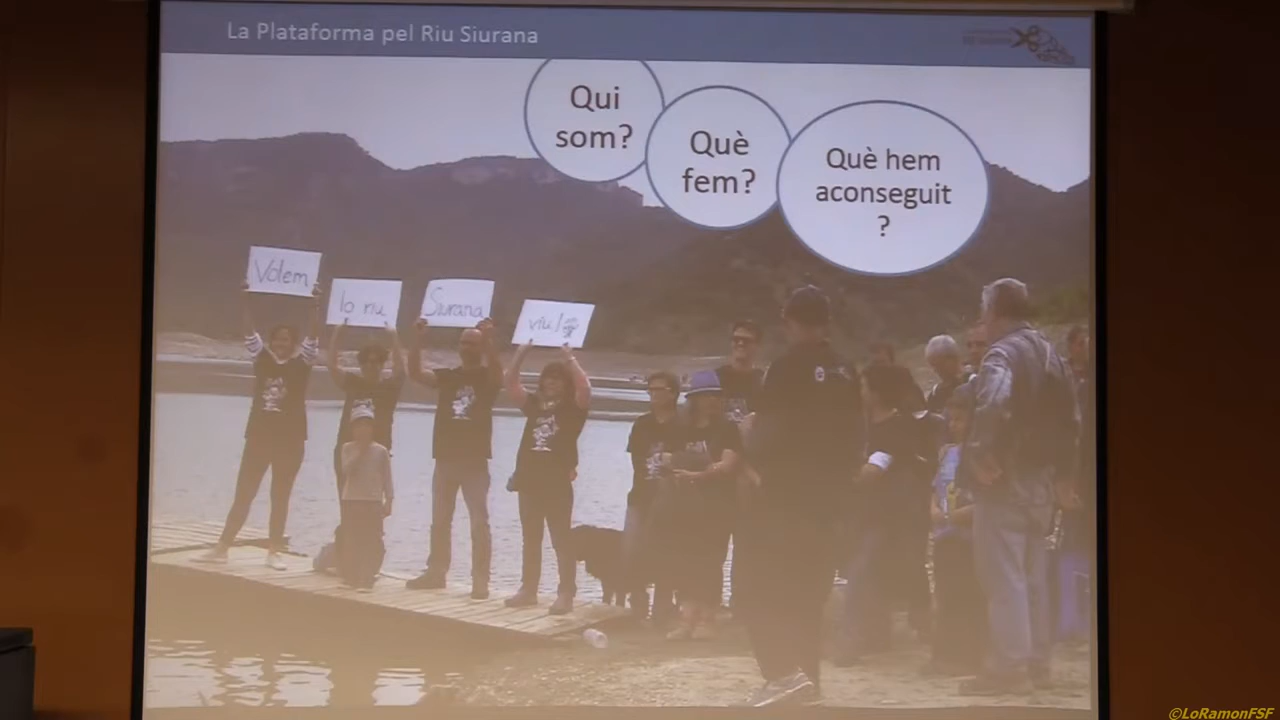 La Plataforma pel Riu Siurana
Qui
som?
Què
fem?
Què hem
aconseguit
?
Volem
lo riu
Siurana
viu!
©LoRamonFSF